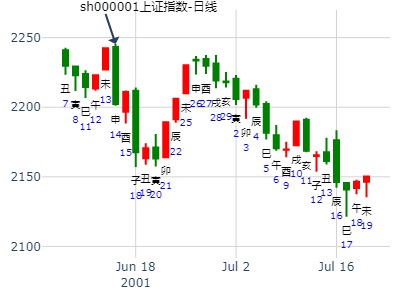 sh000001上证指数-日线
2250
2200
2150
2100
丑
7
寅
8
巳
11
午
12
未
13
申
14
酉
15
子
18
丑
19
寅
20
卯
21
辰
22
未
25
申
26
酉
27
戌
28
亥
29
寅
2
卯
3
辰
4
巳
5
午
6
酉
9
戌
10
亥
11
子
12
丑
13
辰
16
巳
17
午
18
未
19
Jun 18
2001
Jul 2
Jul 16